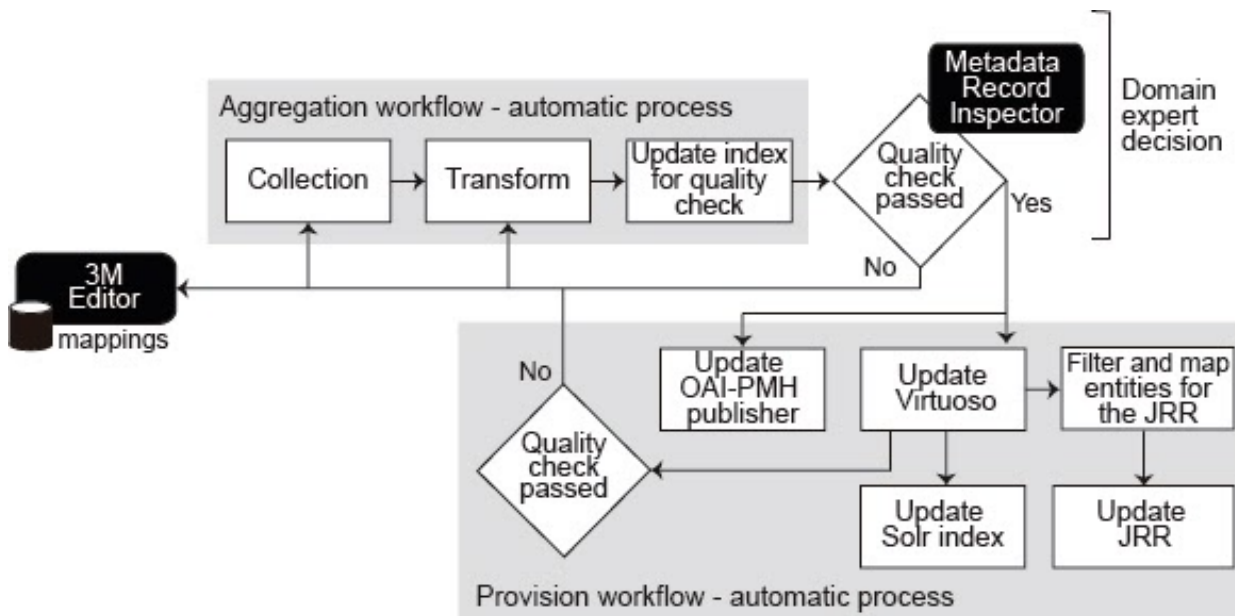 Metadata
Record
Inspector
Domain
expert
decision
Aggregation workflow - automatic process
Collection
Transform
Update index
for quality
check
Quality
check
passed
Yes
No
3M
Editor
mappings
No
Update
OAI-PMH
publisher
Update
Virtuoso
Filter and map
entities for
the JRR
Quality
check
passed
Update
Solr index
Update
JRR
Provision workflow - automatic process